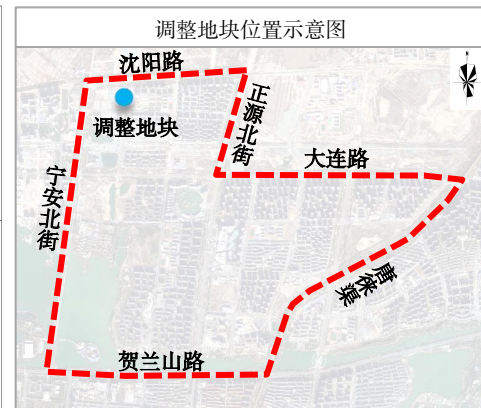 调整地块位置示意图
沈阳路
正源北街
调整地块
大连路
宁安北街
唐徕渠
贺兰山路